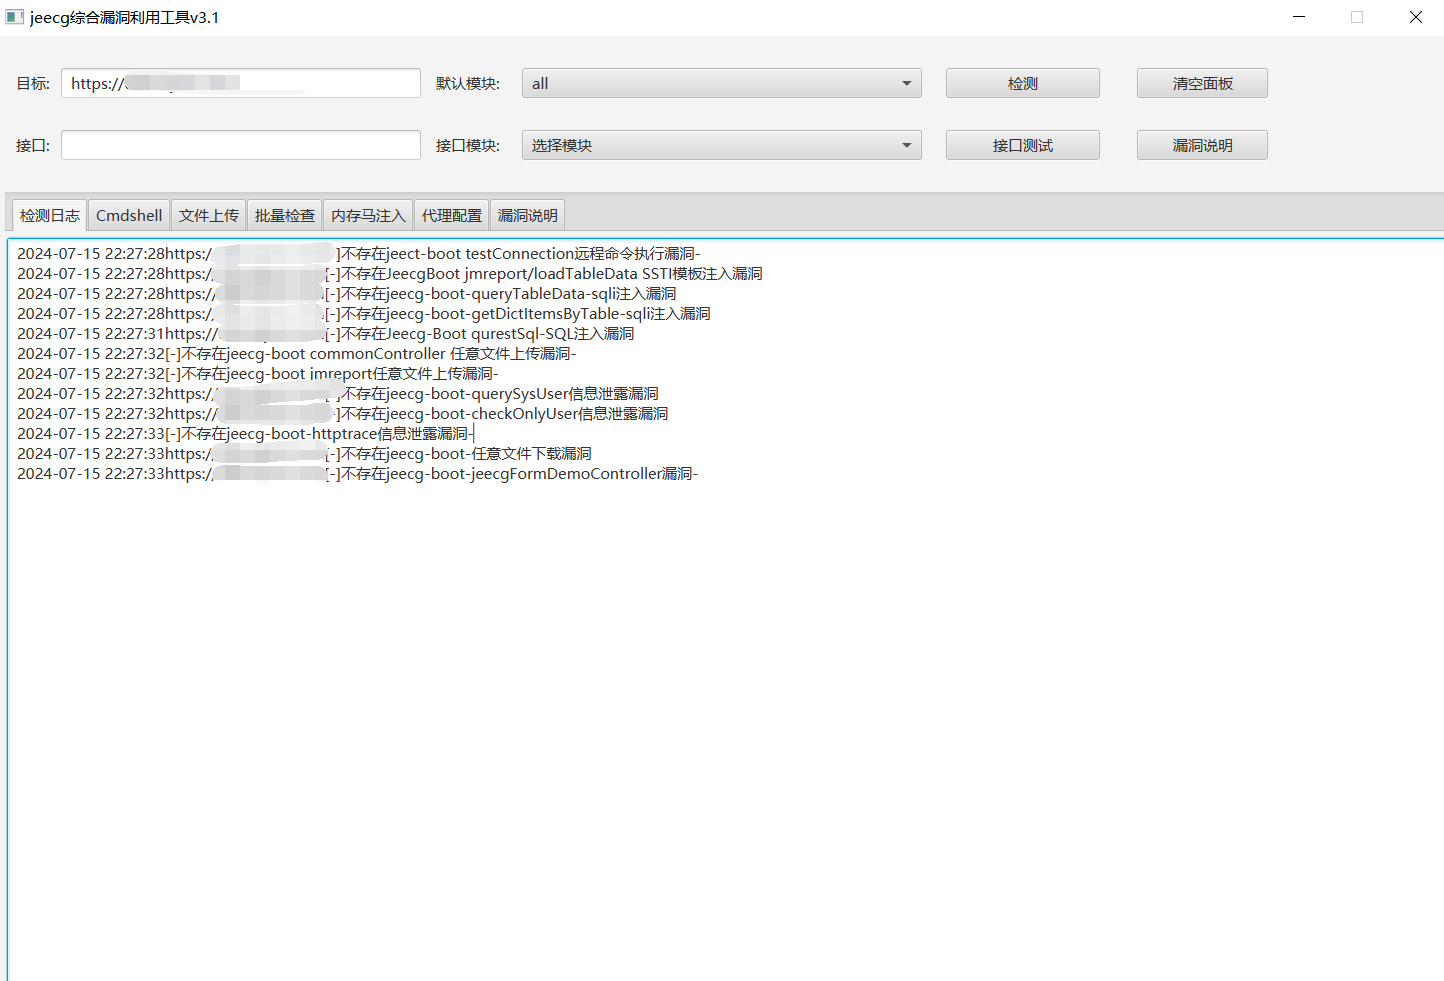 jeecg综合漏洞利用工具v3.1
目标: https:// 默认模块: all 检测 清空面板
接口: 接口模块: 选择模块 接口测试 漏洞说明
检测日志 Cmdshell 文件上传 批量检查 内存马注入 代理配置 漏洞说明
2024-07-15 22:27:28https:/ ]不存在jeect-boot testConnection远程命令执行漏洞-
2024-07-15 22:27:28https:/ [-]不存在JeecgBoot jmreport/loadTableData SSTI模板注入漏洞
2024-07-15 22:27:28https:/ [-]不存在jeecg-boot-queryTableData-sqli注入漏洞
2024-07-15 22:27:28https:/ [-]不存在jeecg-boot-getDictItemsByTable-sqli注入漏洞
2024-07-15 22:27:31https:/ [-]不存在Jeecg-Boot qurestSql-SQL注入漏洞
2024-07-15 22:27:32[-]不存在jeecg-boot commonController 任意文件上传漏洞-
2024-07-15 22:27:32[-]不存在jeecg-boot jmreport任意文件上传漏洞-
2024-07-15 22:27:32https:/ -]不存在jeecg-boot-querySysUser信息泄露漏洞
2024-07-15 22:27:32https:/ -]不存在jeecg-boot-checkOnlyUser信息泄露漏洞
2024-07-15 22:27:33[-]不存在jeecg-boot-httptrace信息泄露漏洞-
2024-07-15 22:27:33https:/ [-]不存在jeecg-boot-任意文件下载漏洞
2024-07-15 22:27:33https:/ [-]不存在jeecg-boot-jeecgFormDemoController漏洞-